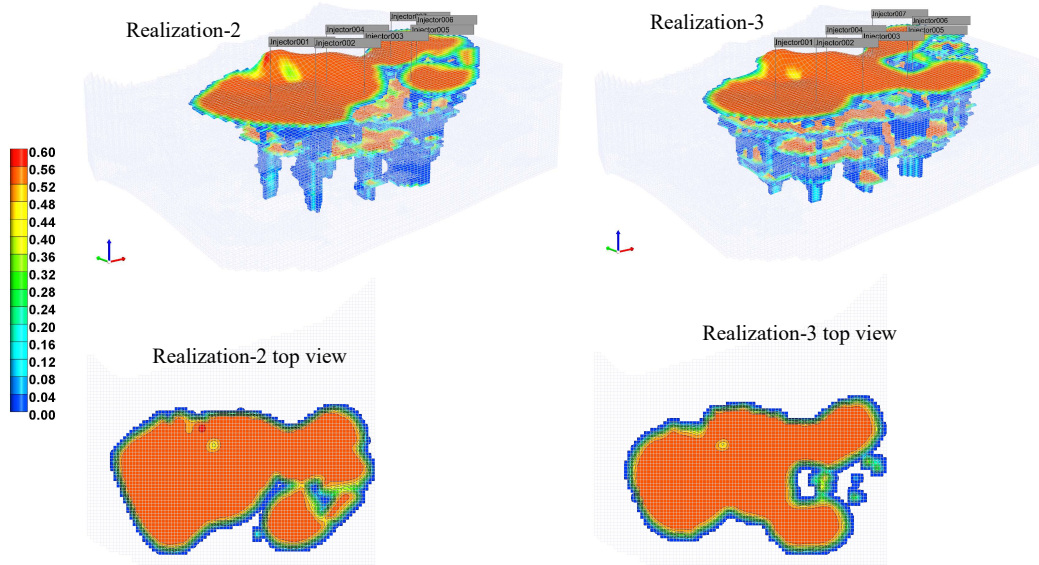 Realization-2
Injector006
Injector004
Injector005
Injector003
Injector001
Injector002
Realization-3
Injector007
Injector006
Injector004
Injector005
Injector003
Injector001
Injector002
0.60
0.56
0.52
0.48
0.44
0.40
0.36
0.32
0.28
0.24
0.20
0.16
0.12
0.08
0.04
0.00
Realization-2 top view
Realization-3 top view